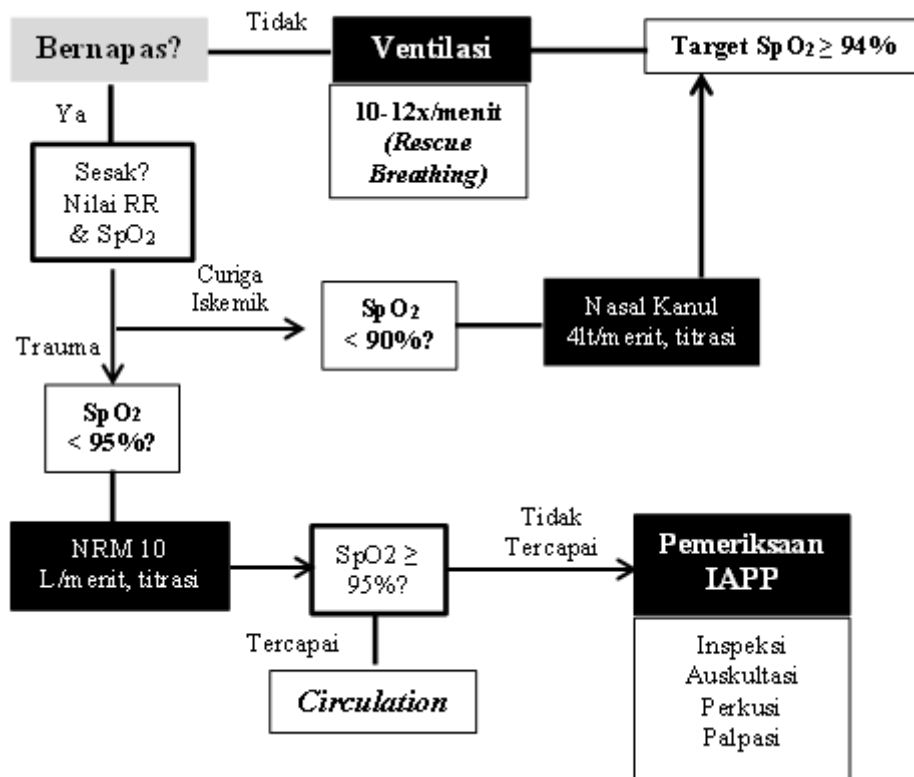 Bernapas?
Tidak
Ventilasi
10-12x/menit
(Rescue
Breathing)
Target SpO₂ ≥ 94%
Ya
Sesak?
Nilai RR
& SpO₂
Curiga
Iskemik
SpO₂
< 90%?
Nasal Kanul
4lt/menit, titrasi
Trauma
SpO₂
< 95%?
NRM 10
L/menit, titrasi
SpO2 ≥
95%?
Tidak
Tercapai
Pemeriksaan
IAPP
Inspeksi
Auskultasi
Perkusi
Palpasi
Tercapai
Circulation